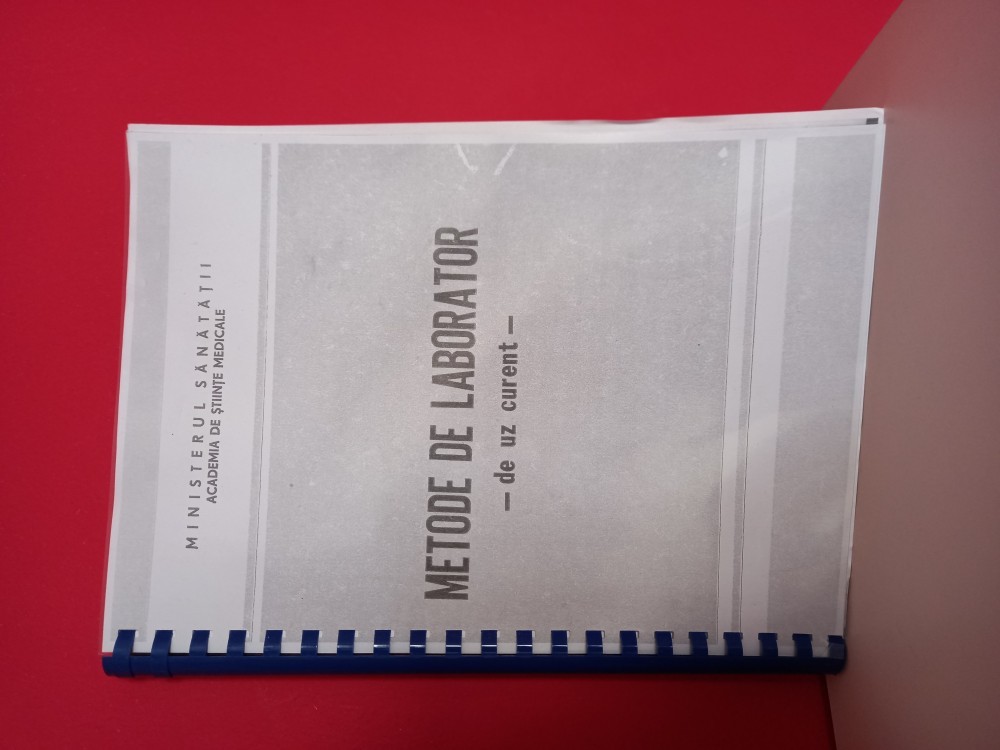 MINISTERUL SĂNĂTĂȚII
ACADEMIA DE ȘTIINȚE MEDICALE
METODE DE LABORATOR
— de uz curent —